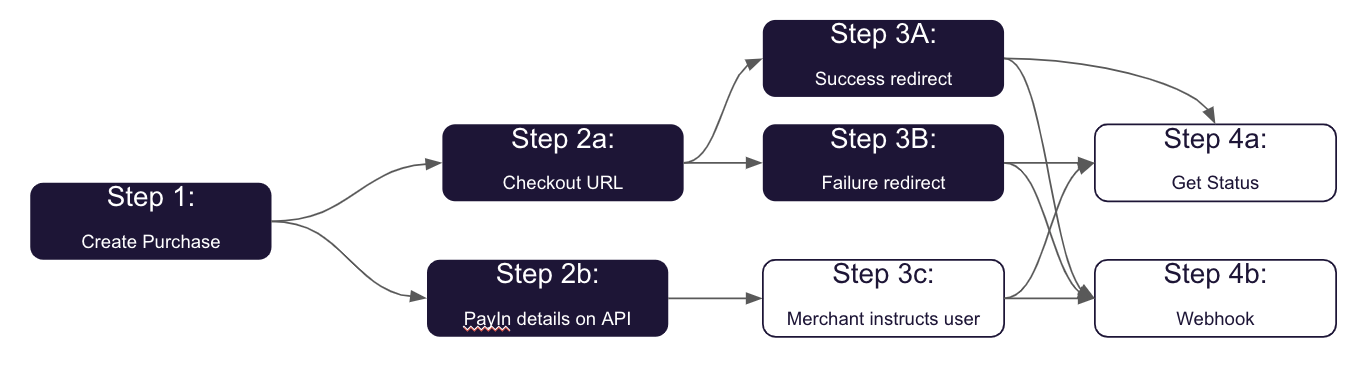 Step 1:
Create Purchase
Step 2a:
Checkout URL
Step 2b:
PayIn details on API
Step 3A:
Success redirect
Step 3B:
Failure redirect
Step 3c:
Merchant instructs user
Step 4a:
Get Status
Step 4b:
Webhook